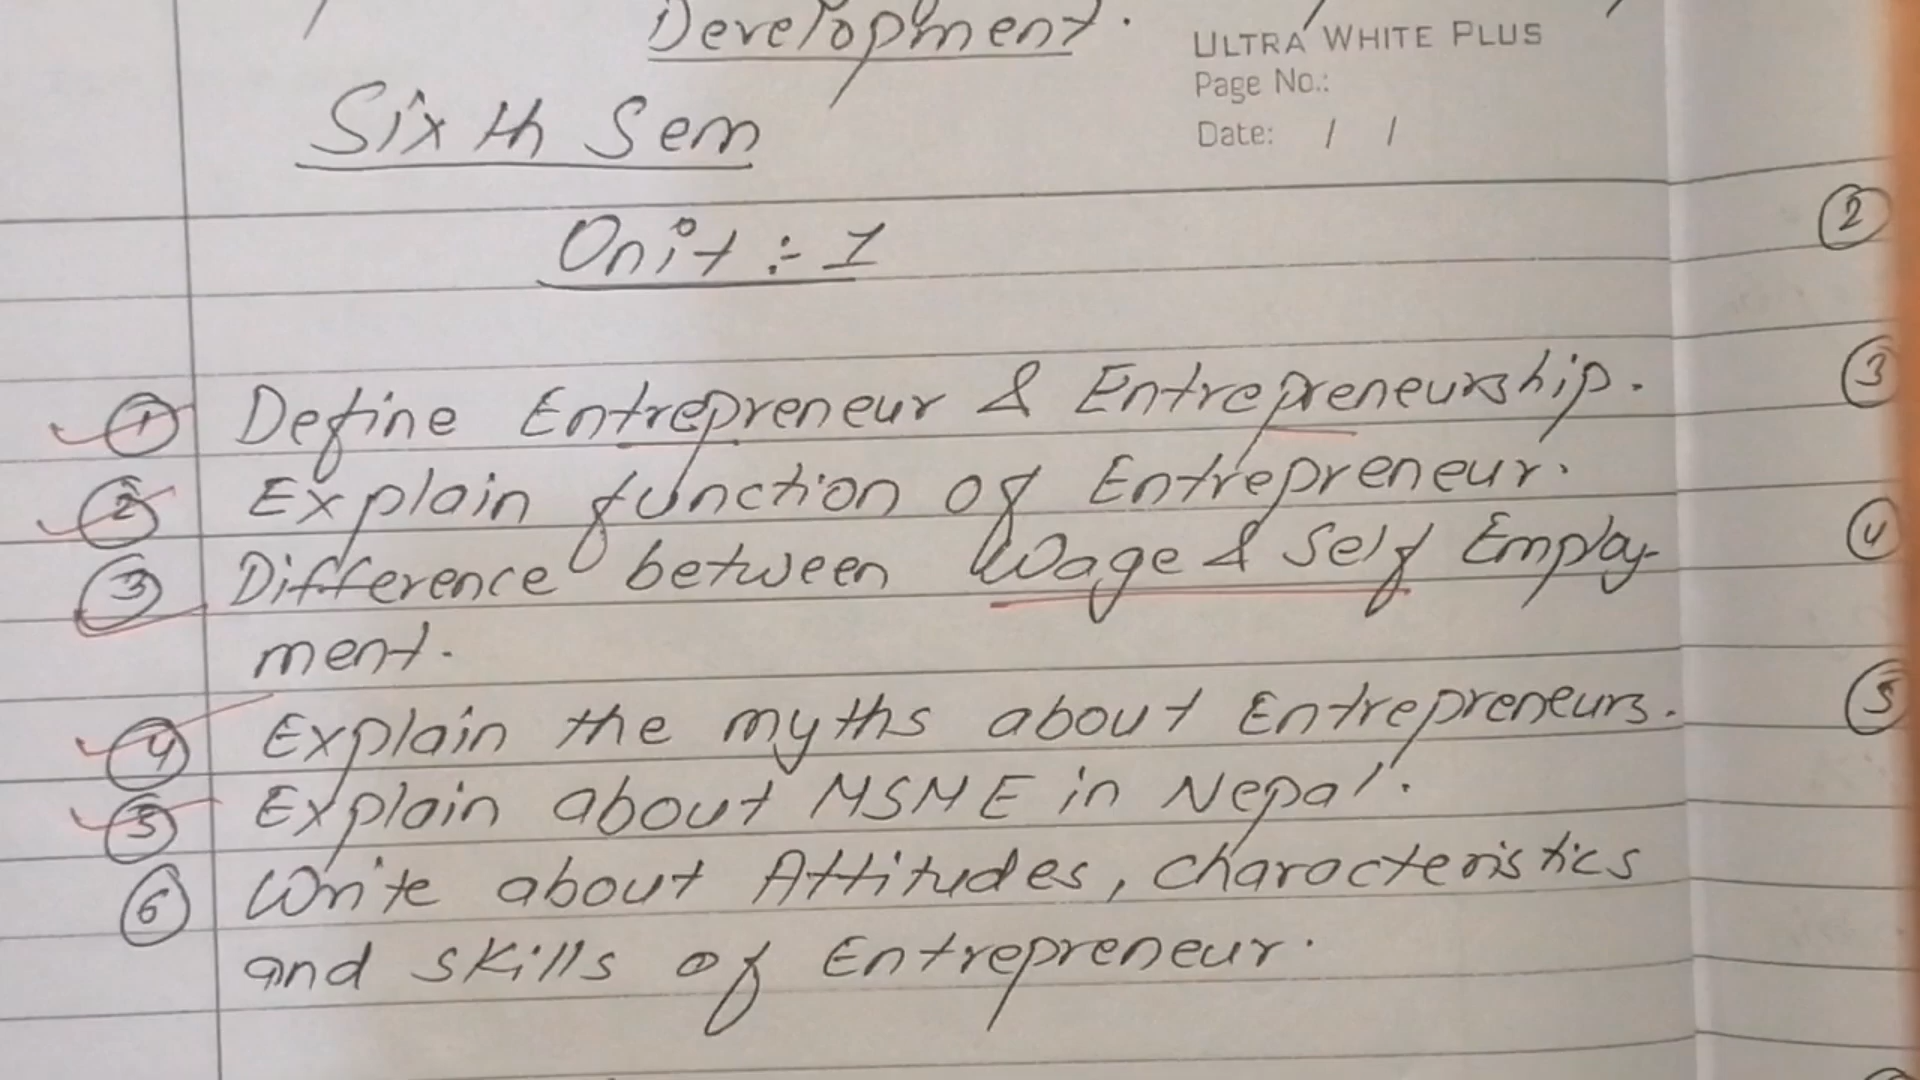 Development.
ULTRA WHITE PLUS
Page No.:
Date: / /
Sixth Sem
Unit :- 1
① Define Entrepreneur & Entrepreneurship.
② Explain function of Entrepreneur.
③ Difference between Wage & Self Employ-
ment.
④ Explain the myths about Entrepreneurs.
⑤ Explain about MSME in Nepal.
⑥ Write about Attitudes, characteristics
and skills of Entrepreneur.
②
③
④
⑤